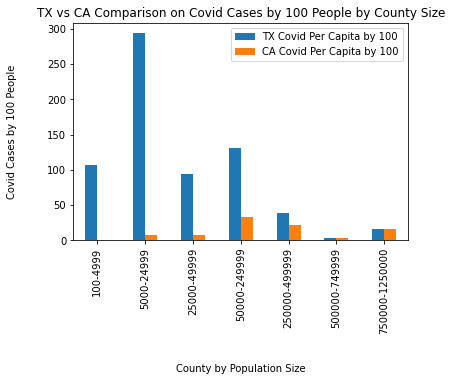 TX vs CA Comparison on Covid Cases by 100 People by County Size
TX Covid Per Capita by 100
CA Covid Per Capita by 100
Covid Cases by 100 People
300
250
200
150
100
50
0
100-4999
5000-24999
25000-49999
50000-249999
250000-499999
500000-749999
750000-1250000
County by Population Size